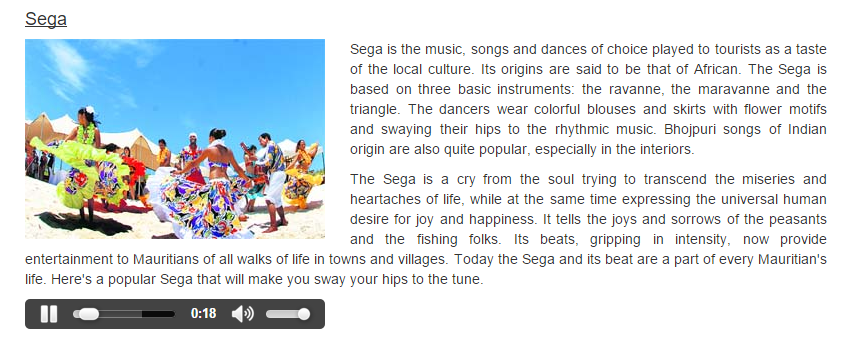 Sega
Sega is the music, songs and dances of choice played to tourists as a taste
of the local culture. Its origins are said to be that of African. The Sega is
based on three basic instruments: the ravanne, the maravanne and the
triangle. The dancers wear colorful blouses and skirts with flower motifs
and swaying their hips to the rhythmic music. Bhojpuri songs of Indian
origin are also quite popular, especially in the interiors.
The Sega is a cry from the soul trying to transcend the miseries and
heartaches of life, while at the same time expressing the universal human
desire for joy and happiness. It tells the joys and sorrows of the peasants
and the fishing folks. Its beats, gripping in intensity, now provide
entertainment to Mauritians of all walks of life in towns and villages. Today the Sega and its beat are a part of every Mauritian's
life. Here's a popular Sega that will make you sway your hips to the tune.
0:18